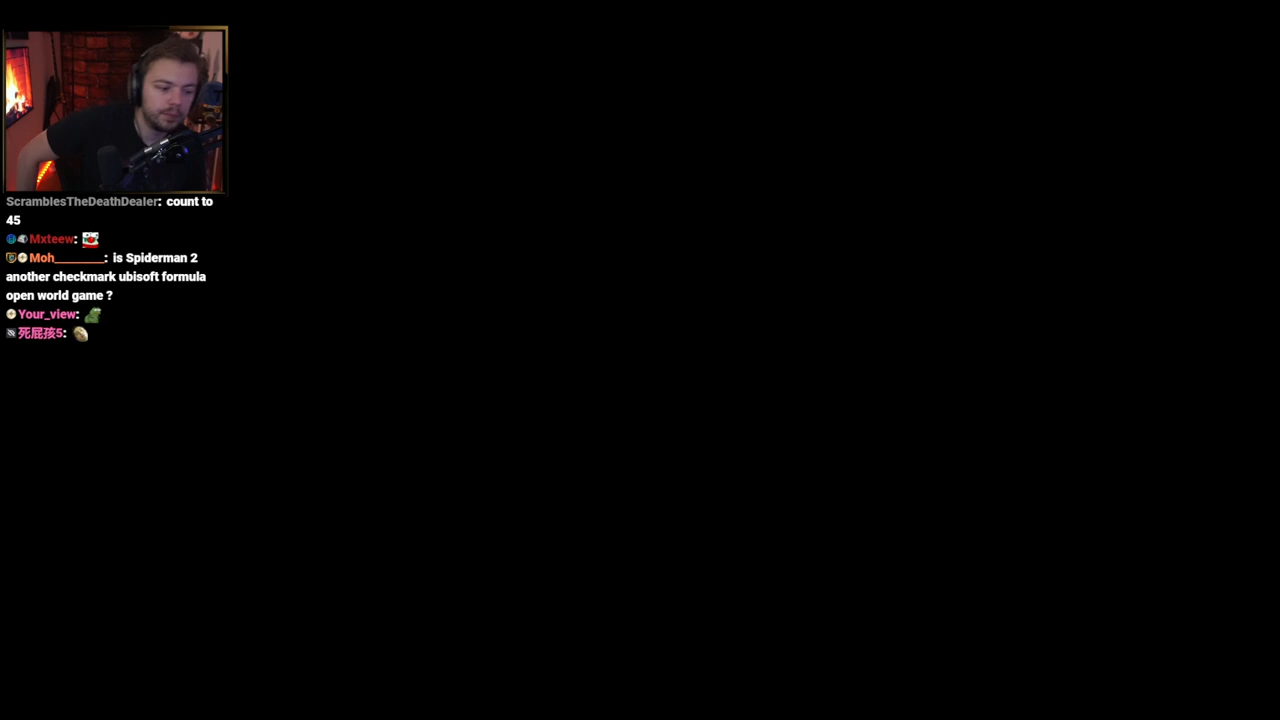 ScramblesTheDeathDealer: count to
45
Mxteew:
Moh________: is Spiderman 2
another checkmark ubisoft formula
open world game ?
Your_view:
死屁孩5: